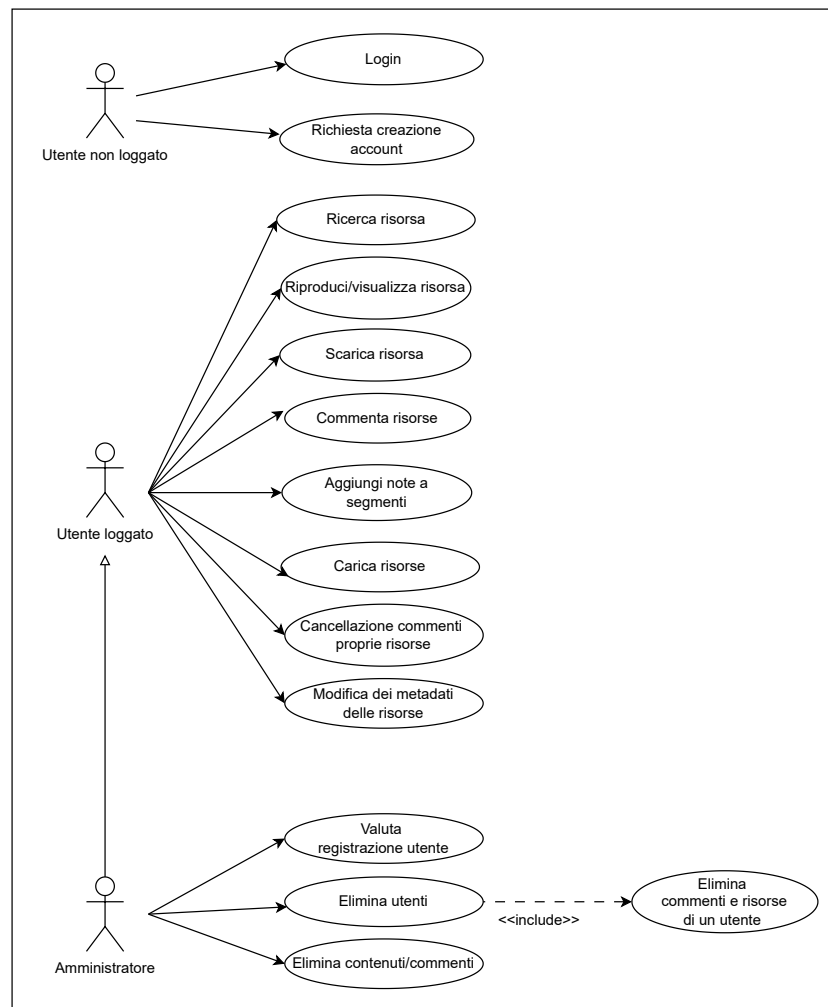 Login
Richiesta creazione
account
Utente non loggato
Ricerca risorsa
Riproduci/visualizza risorsa
Scarica risorsa
Commenta risorse
Aggiungi note a
segmenti
Utente loggato
Carica risorse
Cancellazione commenti
proprie risorse
Modifica dei metadati
delle risorse
Valuta
registrazione utente
Elimina utenti
<<include>>
Elimina
commenti e risorse
di un utente
Elimina contenuti/commenti
Amministratore